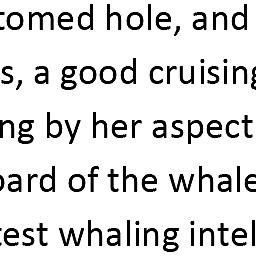 tomed hole, and
s, a good cruising
ng by her aspect
oard of the whale
test whaling intel